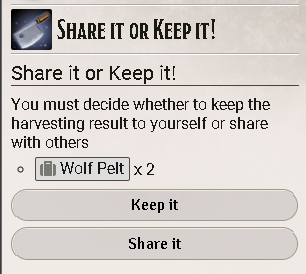 Share it or Keep it!
Share it or Keep it!
You must decide whether to keep the
harvesting result to yourself or share
with others
Wolf Pelt x 2
Keep it
Share it